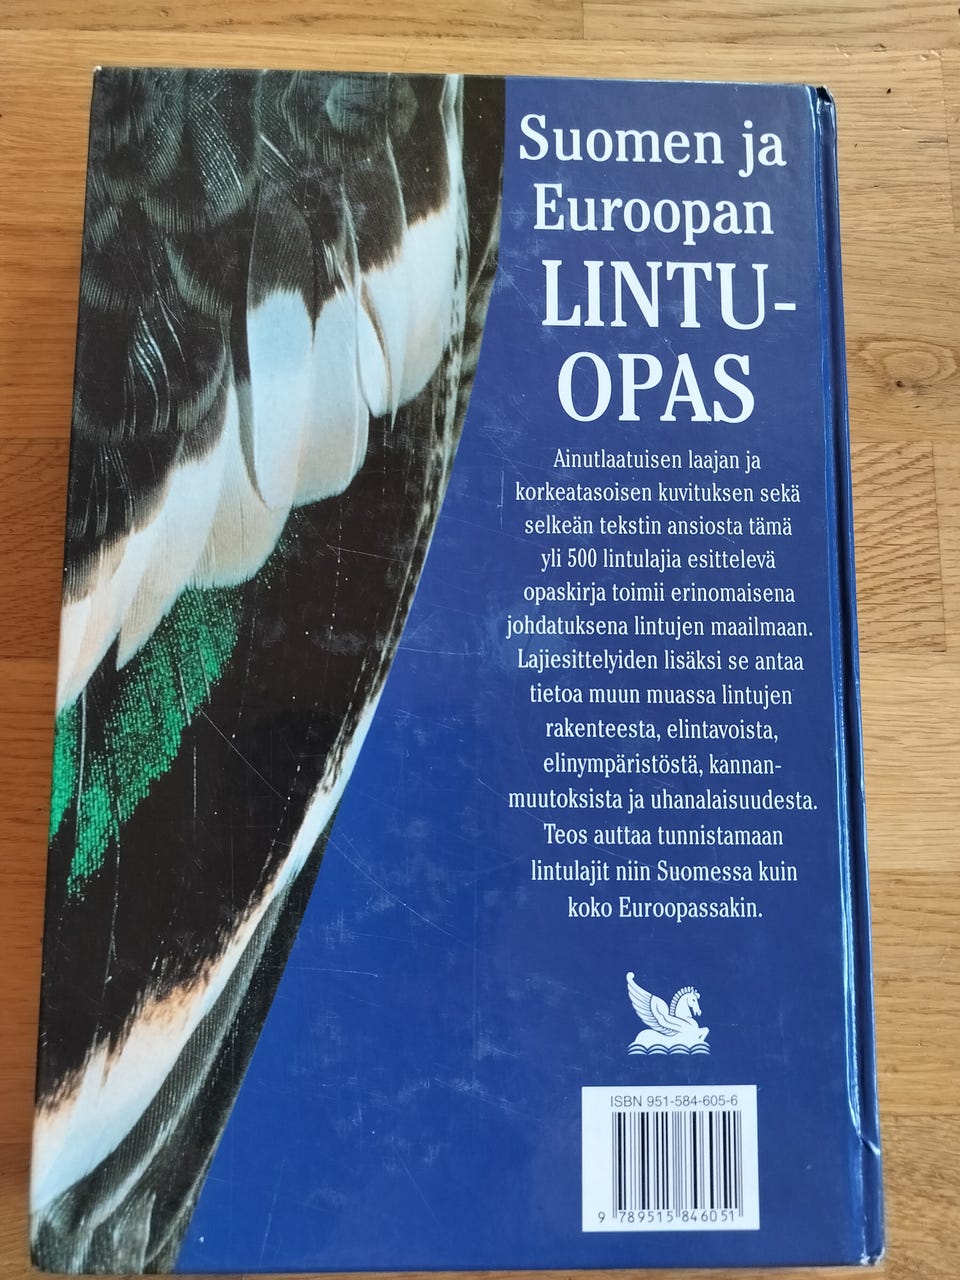 Suomen ja
Euroopan
LINTU-
OPAS
Ainutlaatuisen laajan ja
korkeatasoisen kuvituksen sekä
selkeän tekstin ansiosta tämä
yli 500 lintulajia esittelevä
opaskirja toimii erinomaisena
johdatuksena lintujen maailmaan.
Lajiesittelyiden lisäksi se antaa
tietoa muun muassa lintujen
rakenteesta, elintavoista,
elinympäristöstä, kannan-
muutoksista ja uhanalaisuudesta.
Teos auttaa tunnistamaan
lintulajit niin Suomessa kuin
koko Euroopassakin.
ISBN 951-584-605-6
9 789515 846051